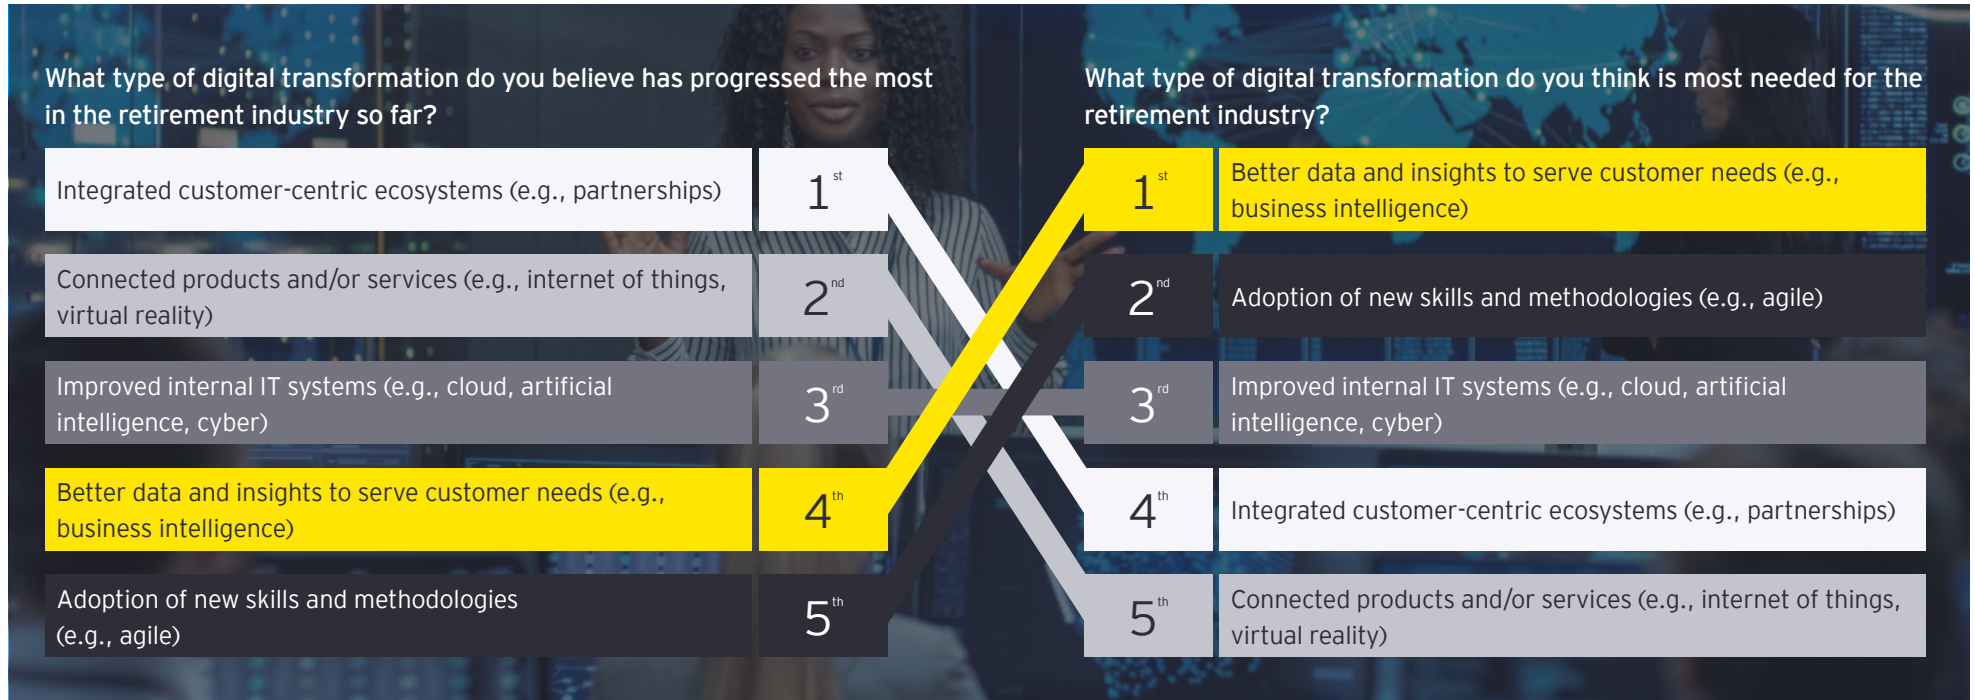 What type of digital transformation do you believe has progressed the most
in the retirement industry so far?
Integrated customer-centric ecosystems (e.g., partnerships)
1st
Connected products and/or services (e.g., internet of things,
virtual reality)
2nd
Improved internal IT systems (e.g., cloud, artificial
intelligence, cyber)
3rd
Better data and insights to serve customer needs (e.g.,
business intelligence)
4th
Adoption of new skills and methodologies
(e.g., agile)
5th
What type of digital transformation do you think is most needed for the
retirement industry?
1st
Better data and insights to serve customer needs (e.g.,
business intelligence)
2nd
Adoption of new skills and methodologies (e.g., agile)
3rd
Improved internal IT systems (e.g., cloud, artificial
intelligence, cyber)
4th
Integrated customer-centric ecosystems (e.g., partnerships)
5th
Connected products and/or services (e.g., internet of things,
virtual reality)